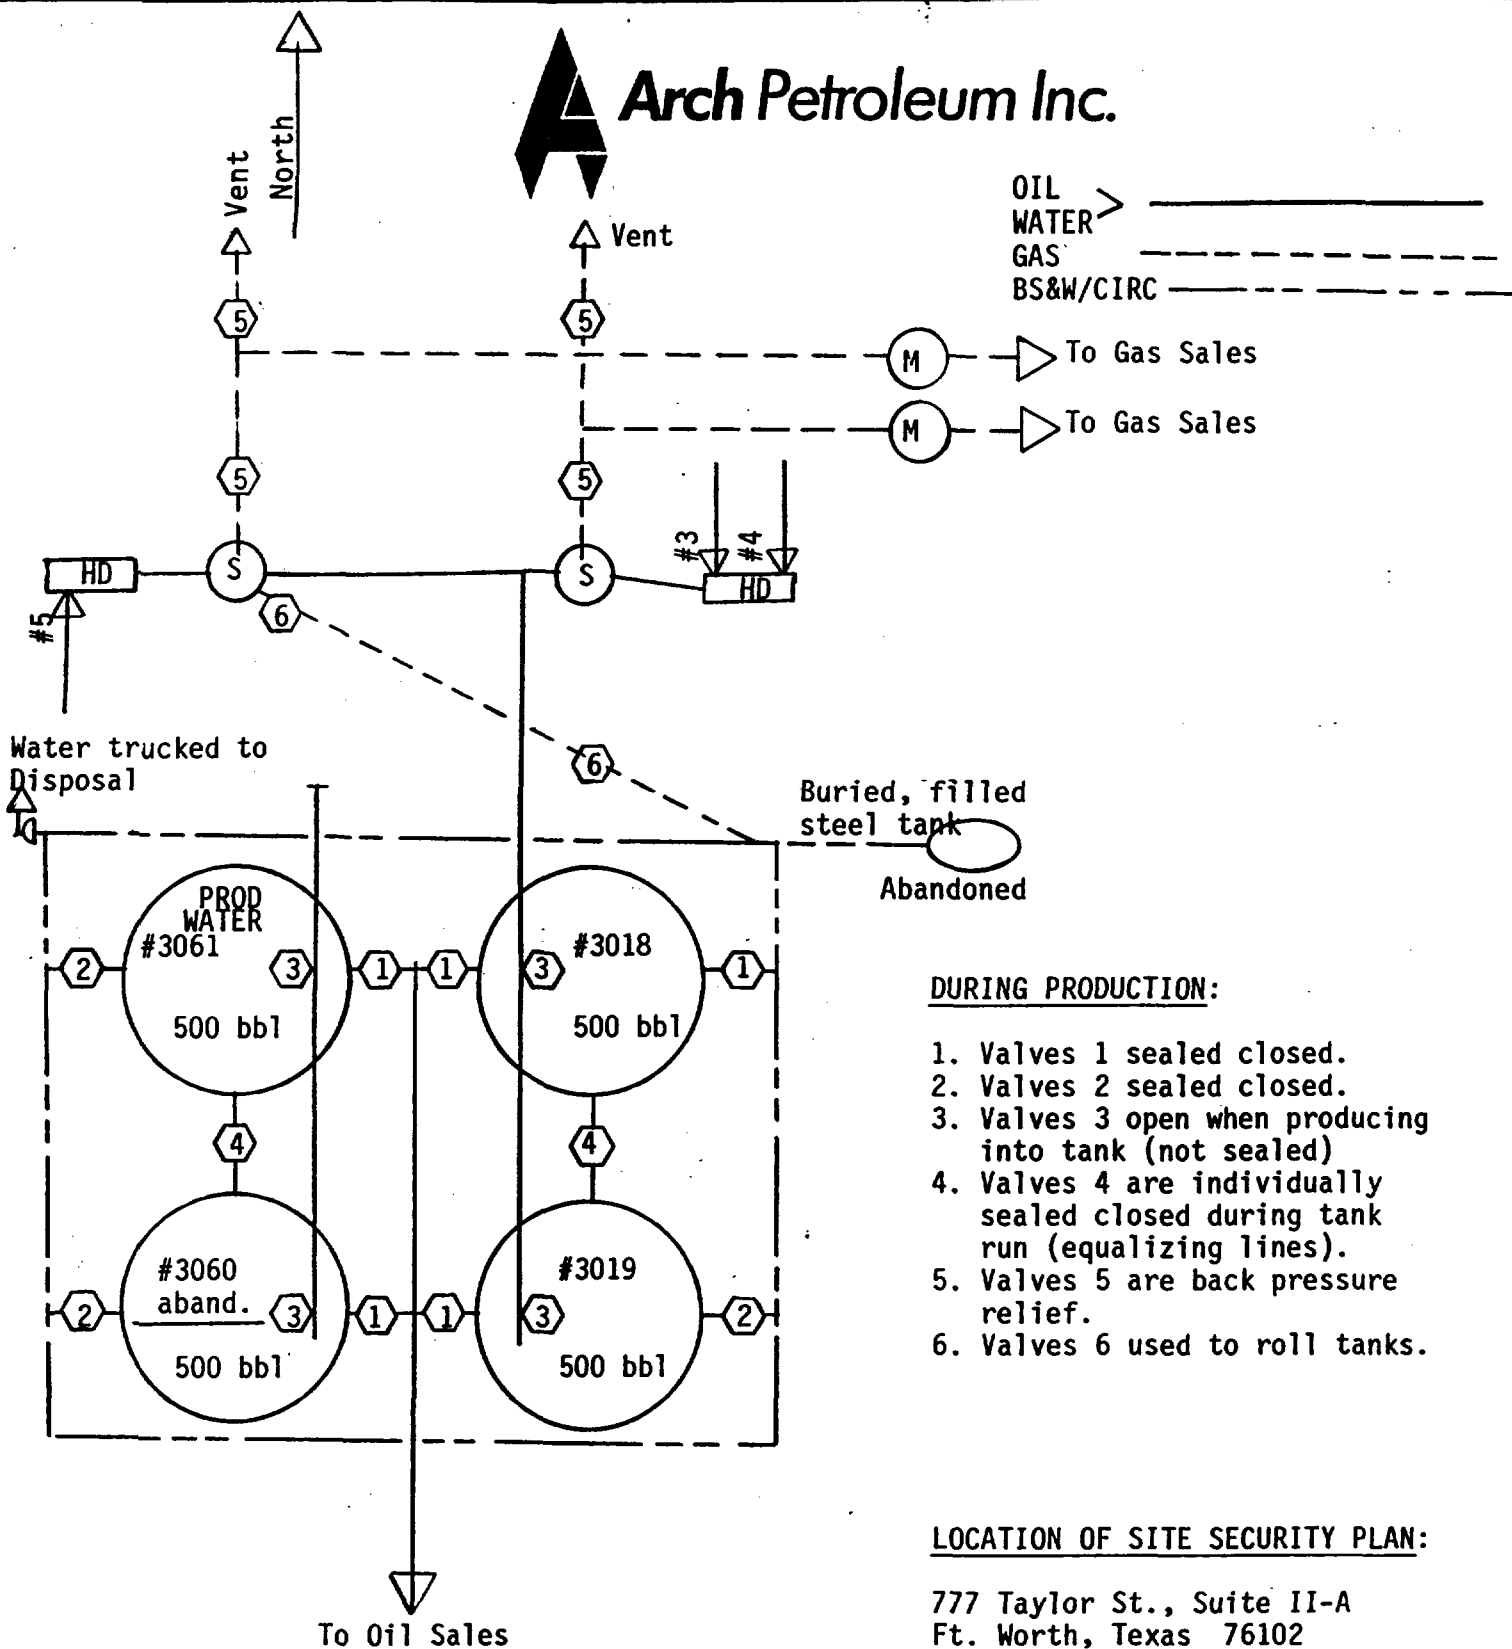 North
Vent
Arch Petroleum Inc.
Vent
OIL
WATER
GAS
BS&W/CIRC
5
5
M
To Gas Sales
M
To Gas Sales
5
5
#3
#4
HD
S
S
HD
6
#5
Water trucked to
Disposal
6
Buried, filled
steel tank
Abandoned
PROD
WATER
#3061
#3018
2
3
1
1
3
1
500 bbl
500 bbl
4
4
#3060
aband.
#3019
2
3
1
1
3
2
500 bbl
500 bbl
To Oil Sales
DURING PRODUCTION:
1. Valves 1 sealed closed.
2. Valves 2 sealed closed.
3. Valves 3 open when producing
into tank (not sealed)
4. Valves 4 are individually
sealed closed during tank
run (equalizing lines).
5. Valves 5 are back pressure
relief.
6. Valves 6 used to roll tanks.
LOCATION OF SITE SECURITY PLAN:
777 Taylor St., Suite II-A
Ft. Worth, Texas 76102